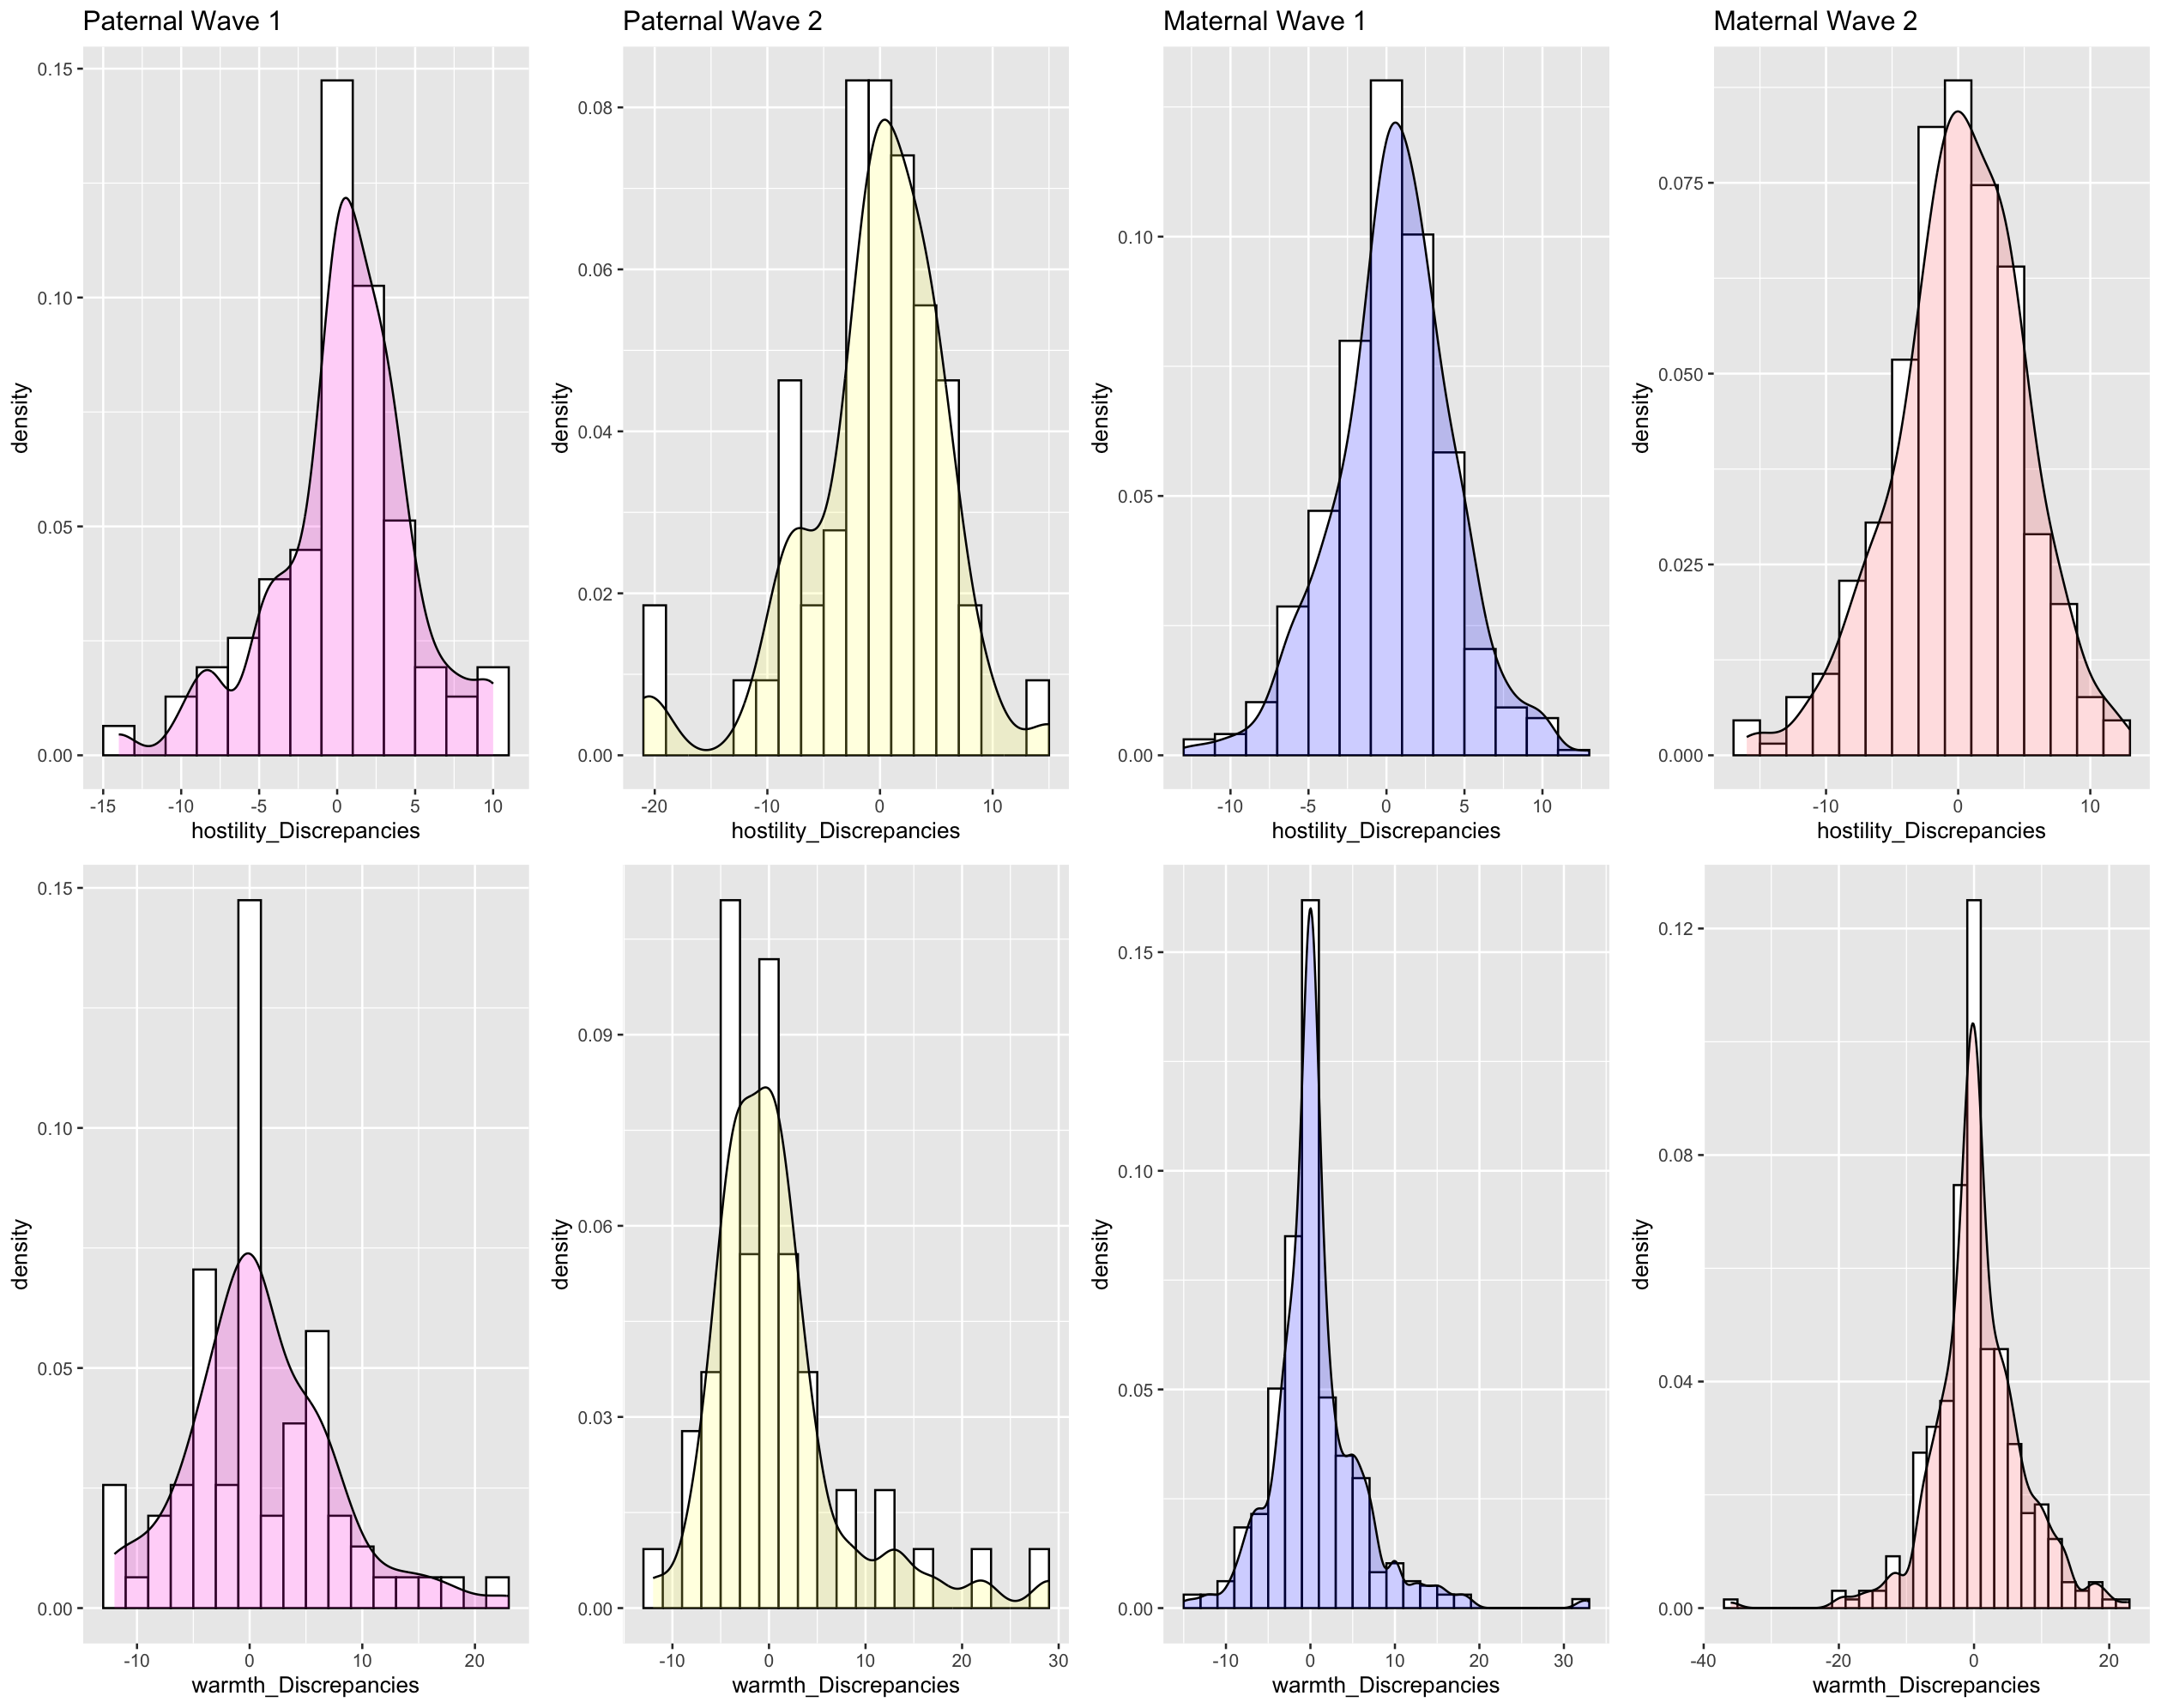 Paternal Wave 1
Paternal Wave 2
Maternal Wave 1
Maternal Wave 2
density
0.15
0.10
0.05
0.00
-15 -10 -5 0 5 10
hostility_Discrepancies
density
0.08
0.06
0.04
0.02
0.00
-20 -10 0 10
hostility_Discrepancies
density
0.10
0.05
0.00
-10 -5 0 5 10
hostility_Discrepancies
density
0.075
0.050
0.025
0.000
-10 0 10
hostility_Discrepancies
density
0.15
0.10
0.05
0.00
-10 0 10 20
warmth_Discrepancies
density
0.09
0.06
0.03
0.00
-10 0 10 20 30
warmth_Discrepancies
density
0.15
0.10
0.05
0.00
-10 0 10 20 30
warmth_Discrepancies
density
0.12
0.08
0.04
0.00
-40 -20 0 20
warmth_Discrepancies